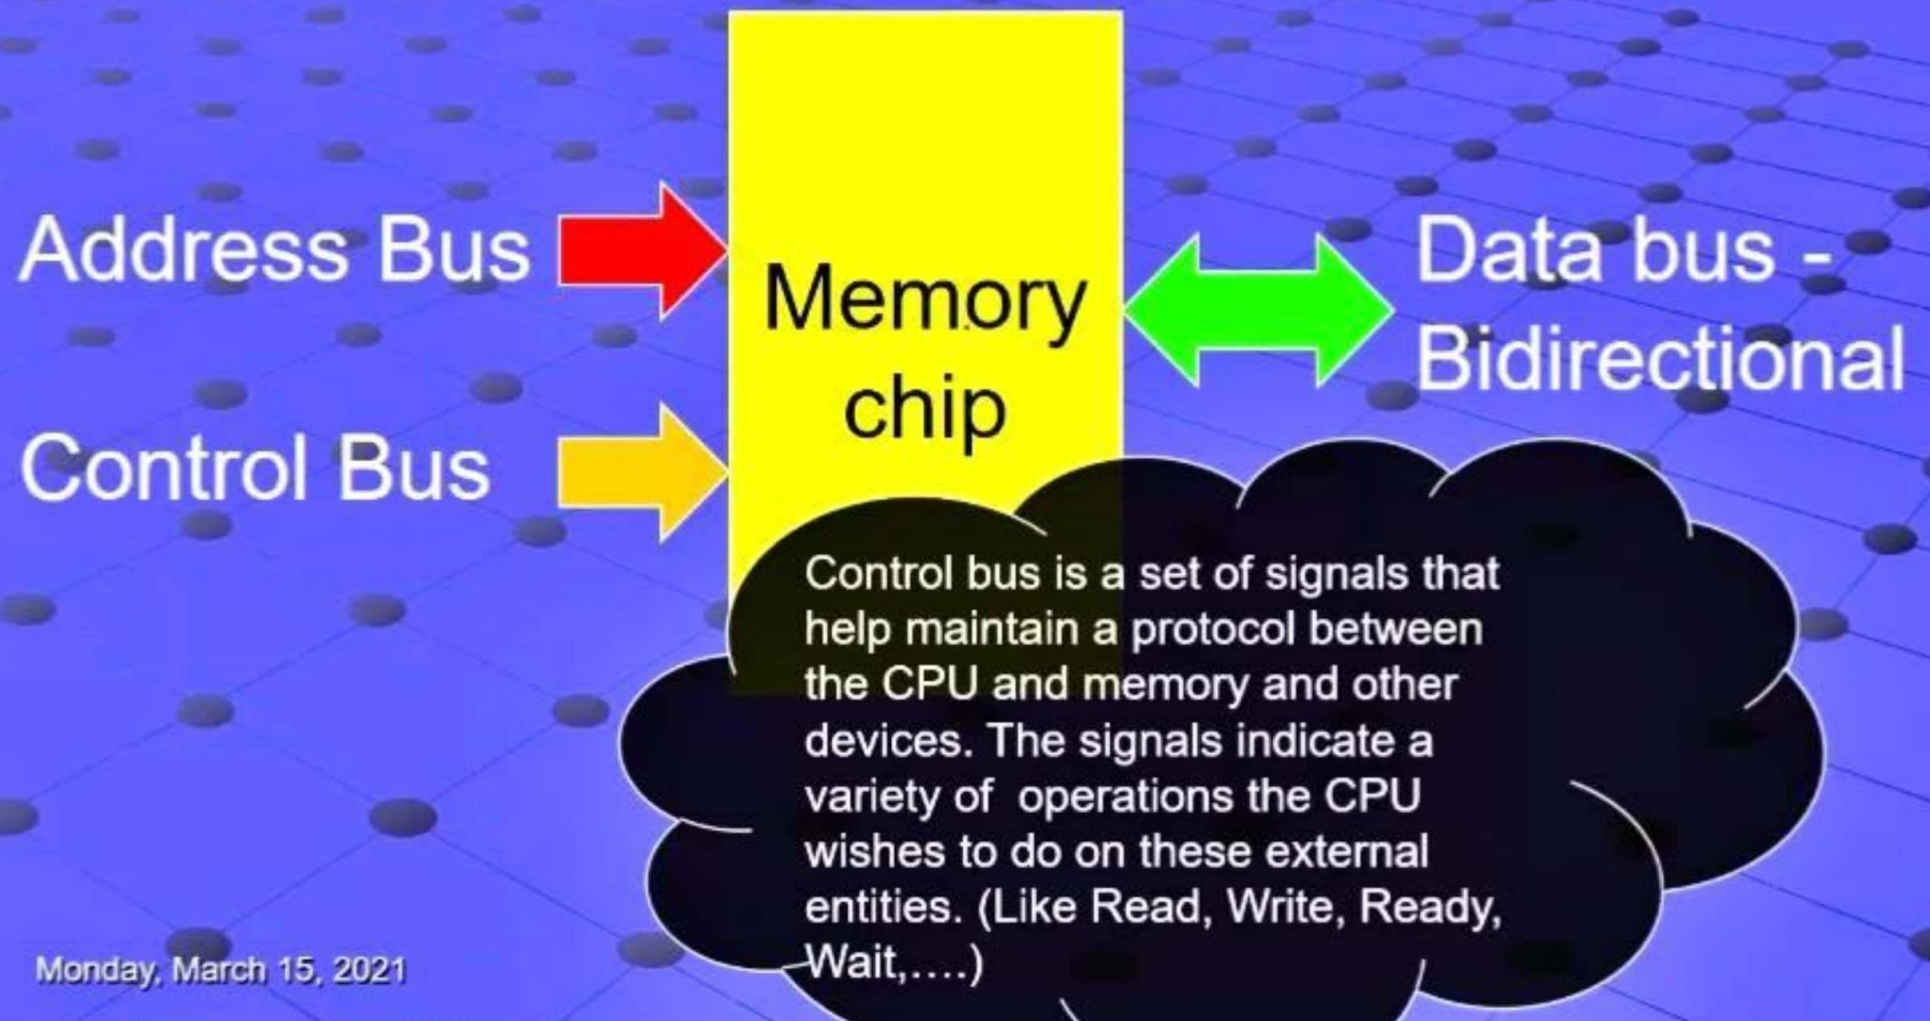 Address Bus
Control Bus
Memory
chip
Data bus -
Bidirectional
Control bus is a set of signals that
help maintain a protocol between
the CPU and memory and other
devices. The signals indicate a
variety of operations the CPU
wishes to do on these external
entities. (Like Read, Write, Ready,
Wait,....)
Monday, March 15, 2021